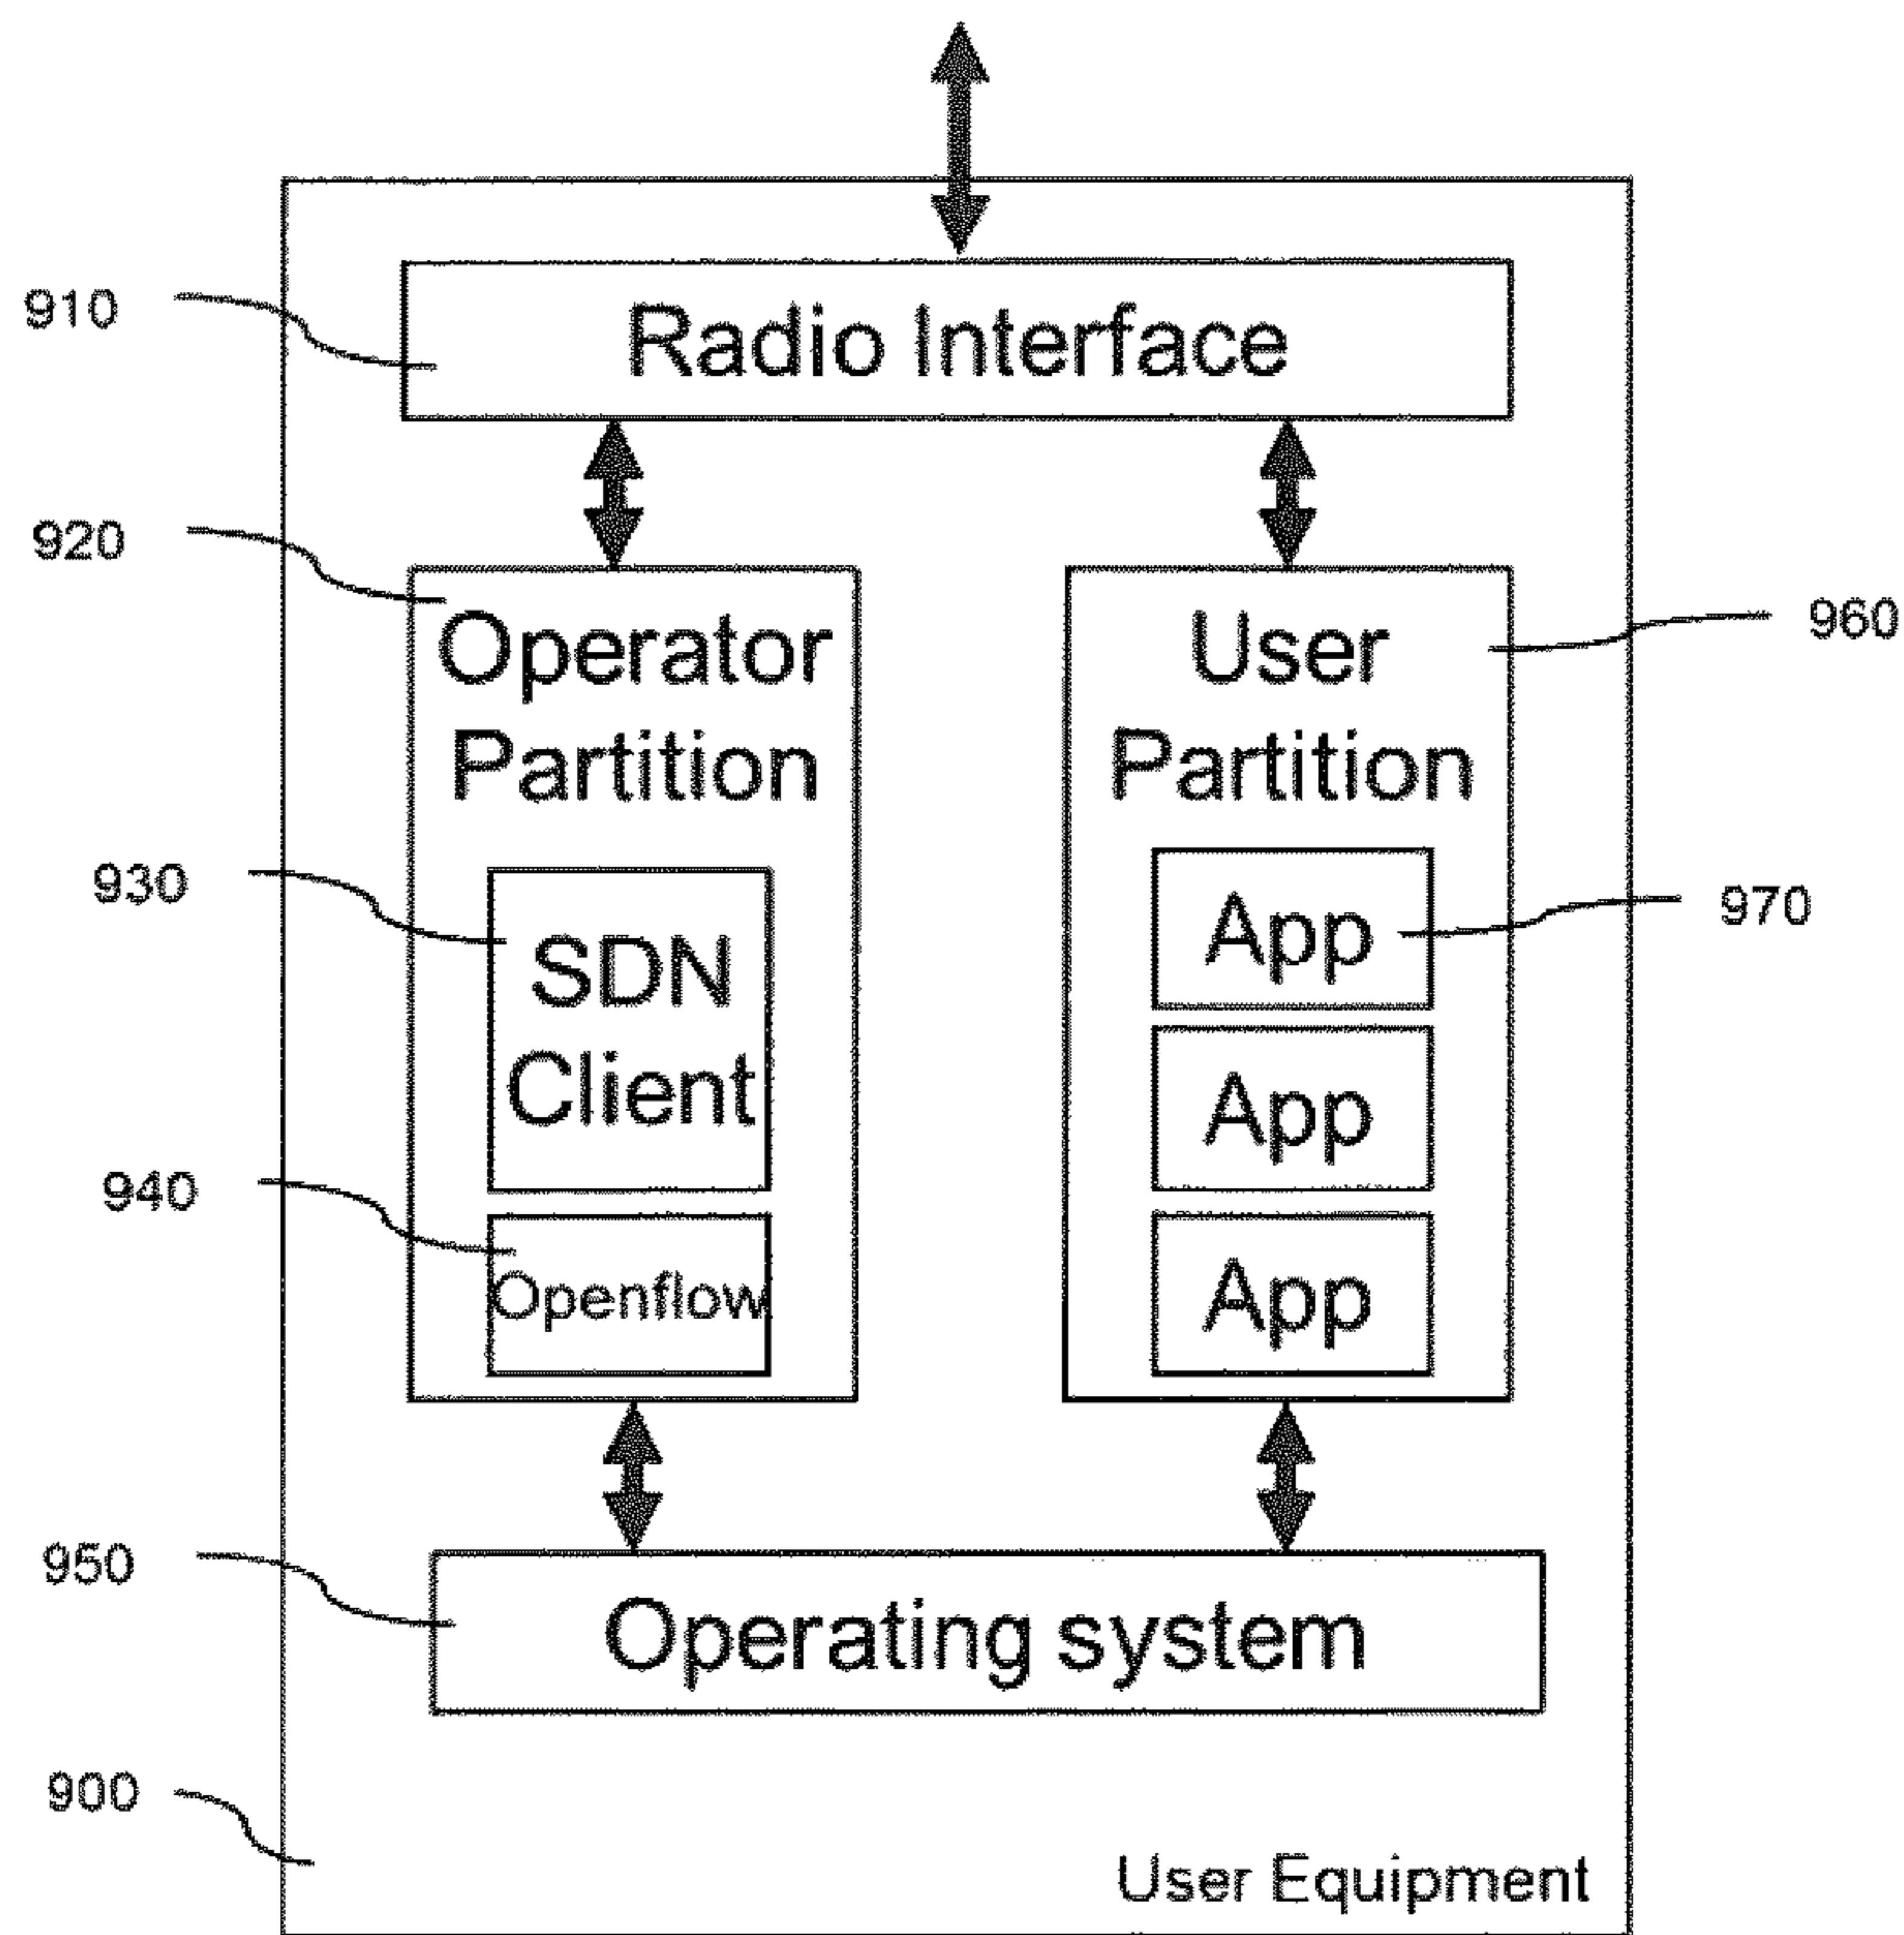 910
Radio Interface
920
Operator
Partition
User
Partition
960
930
SDN
Client
App
970
App
940
Openflow
App
950
Operating system
900
User Equipment